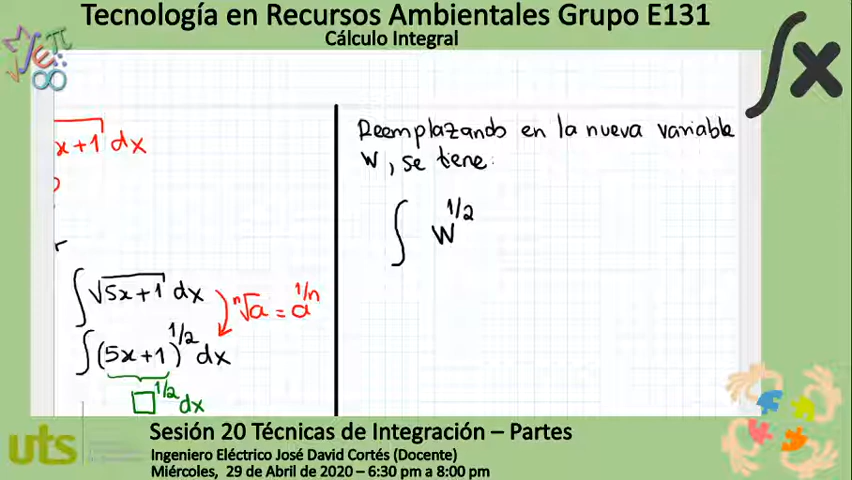 Tecnología en Recursos Ambientales Grupo E131
Cálculo Integral
∫x
x+1 dx
∫ √5x+1 dx
ⁿ√a = a^1/n
∫ (5x+1)^1/2 dx
□^1/2 dx
Reemplazando en la nueva variable
W, se tiene:
∫ W^1/2
uts
Sesión 20 Técnicas de Integración – Partes
Ingeniero Eléctrico José David Cortés (Docente)
Miércoles, 29 de Abril de 2020 – 6:30 pm a 8:00 pm